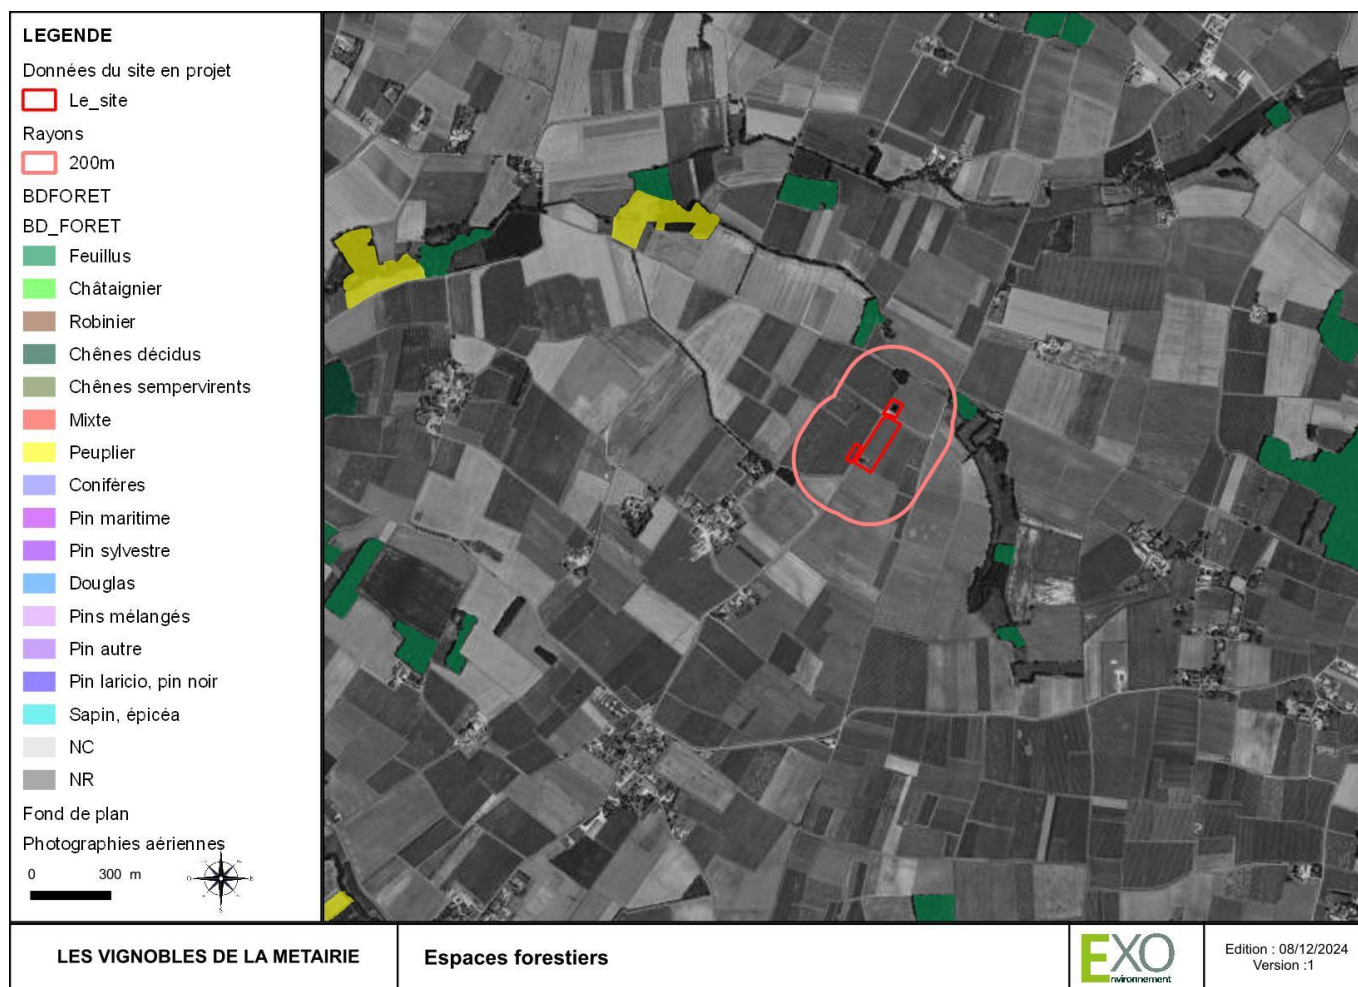 LEGENDE
Données du site en projet
Le_site
Rayons
200m
BDFORET
BD_FORET
Feuillus
Châtaignier
Robinier
Chênes décidus
Chênes sempervirents
Mixte
Peuplier
Conifères
Pin maritime
Pin sylvestre
Douglas
Pins mélangés
Pin autre
Pin laricio, pin noir
Sapin, épicéa
NC
NR
Fond de plan
Photographies aériennes
0 300 m
LES VIGNOBLES DE LA METAIRIE
Espaces forestiers
EXO
nvironnement
Edition : 08/12/2024
Version :1